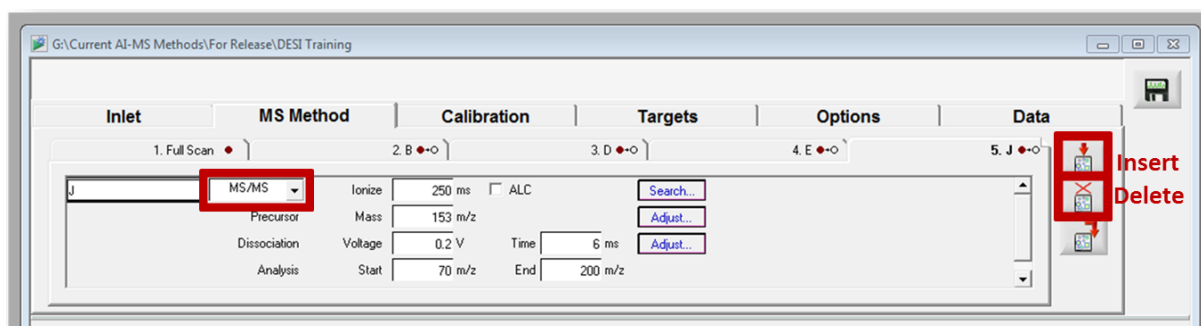 G:\Current AI-MS Methods\For Release\DESI Training
Inlet MS Method Calibration Targets Options Data
1. Full Scan 2. B 3. D 4. E 5. J
Insert
J MS/MS Ionize 250 ms ALC Search...
Delete
Precursor Mass 153 m/z Adjust...
Dissociation Voltage 0.2 V Time 6 ms Adjust...
Analysis Start 70 m/z End 200 m/z